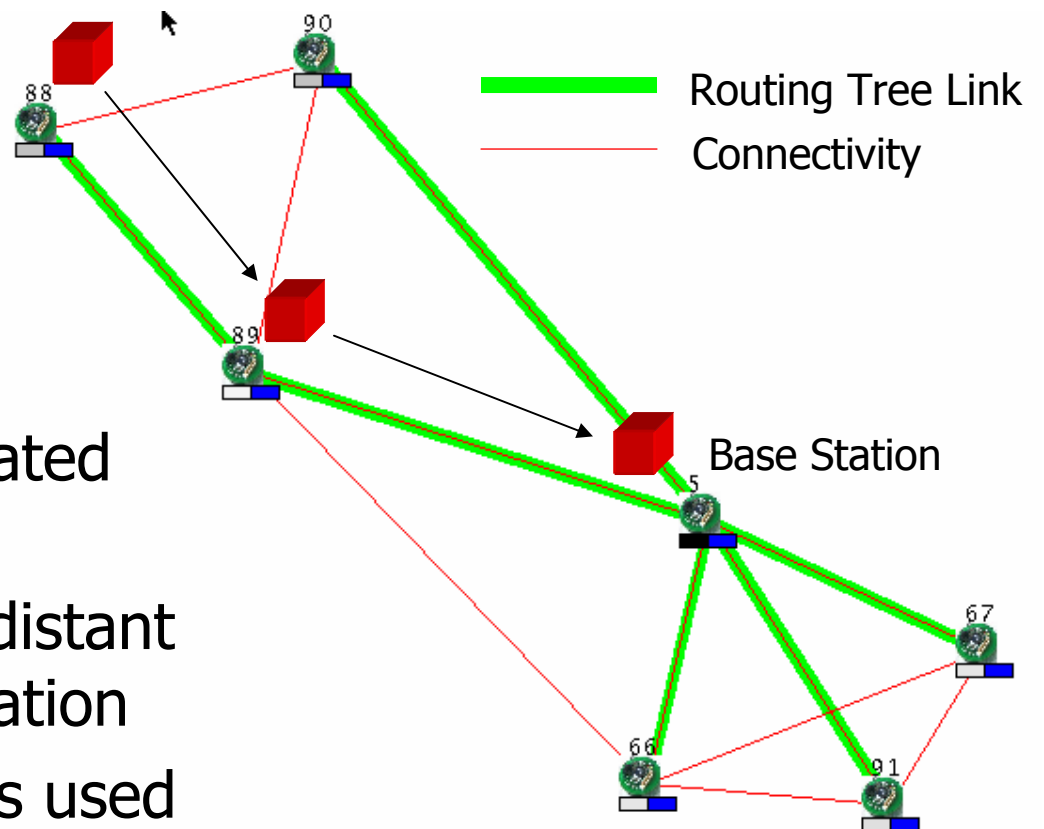 90
88
Routing Tree Link
Connectivity
89
ated
Base Station
5
distant
67
ation
66
91
s used